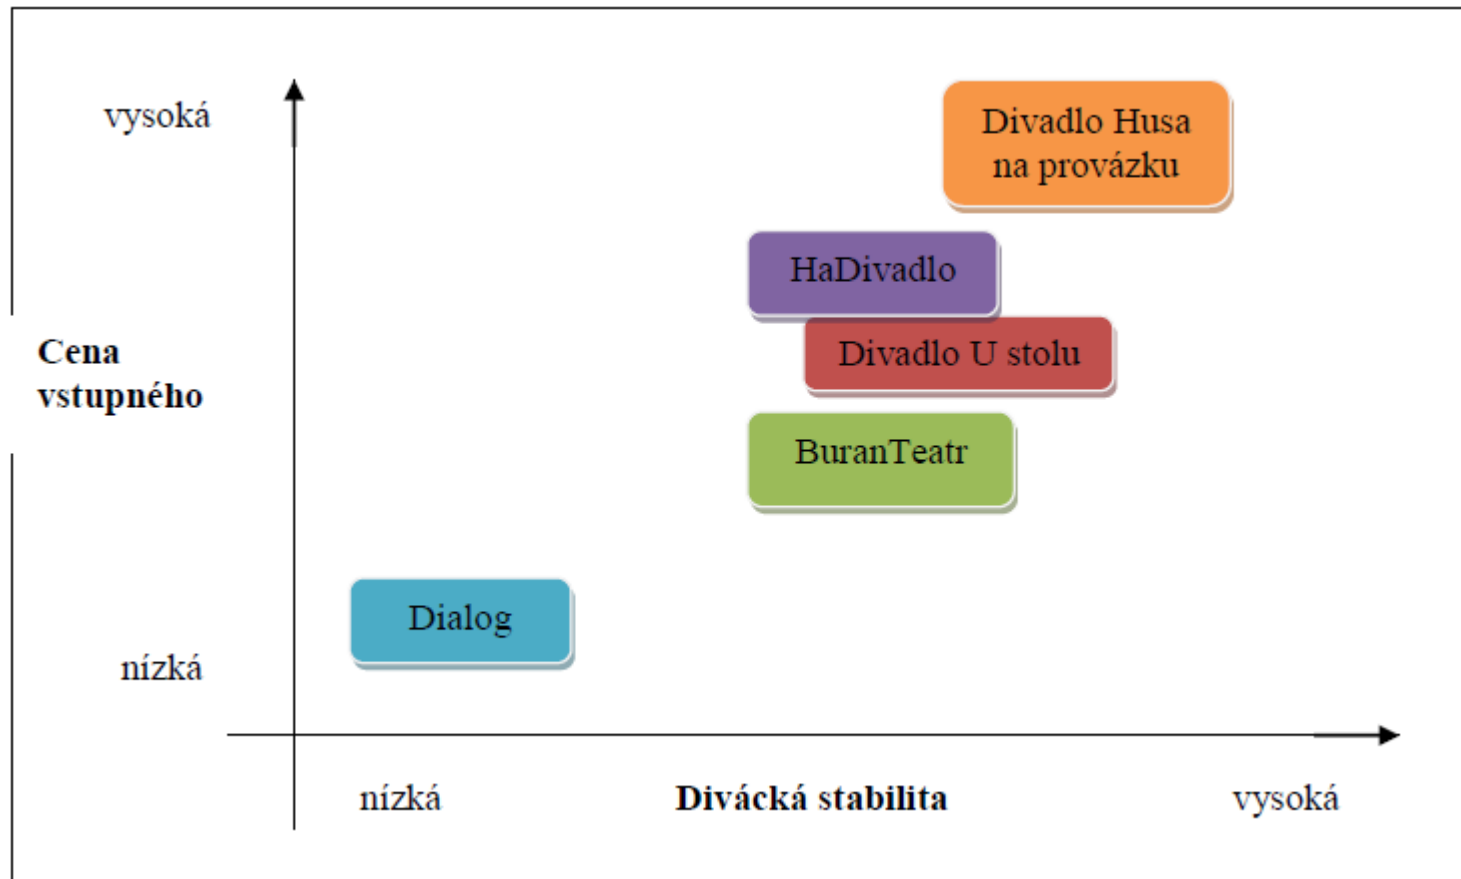 vysoká
Divadlo Husa
na provázku
HaDivadlo
Cena
vstupného
Divadlo U stolu
BuranTeatr
Dialog
nízká
nízká
Divácká stabilita
vysoká